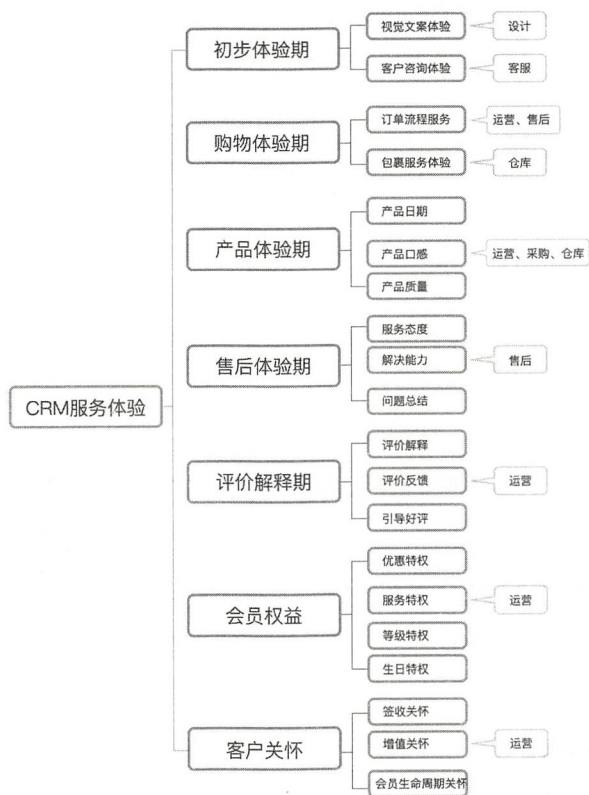 CRM服务体验
初步体验期
视觉文案体验
设计
客户咨询体验
客服
购物体验期
订单流程服务
运营、售后
包裹服务体验
仓库
产品体验期
产品日期
产品口感
运营、采购、仓库
产品质量
售后体验期
服务态度
解决能力
售后
问题总结
评价解释期
评价解释
评价反馈
运营
引导好评
会员权益
优惠特权
服务特权
运营
等级特权
生日特权
客户关怀
签收关怀
增值关怀
运营
会员生命周期关怀